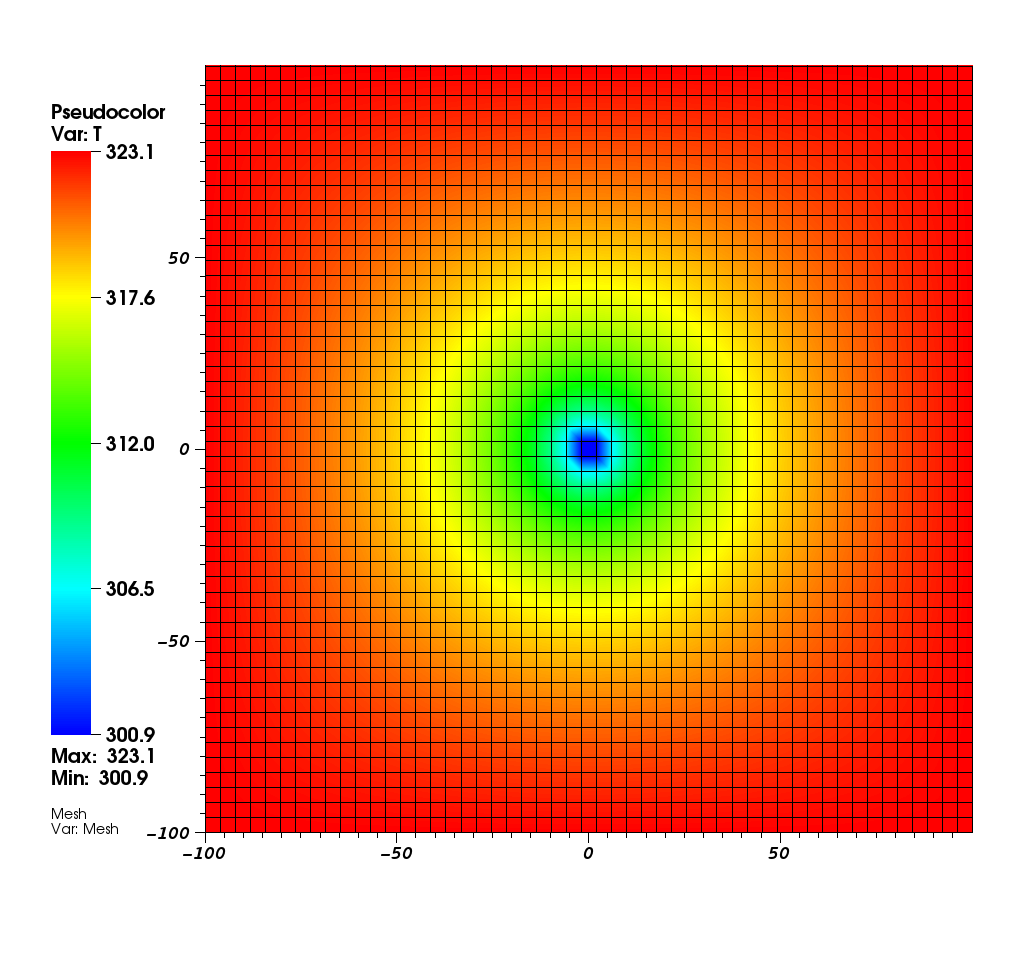 Pseudocolor
Var: T
323.1
317.6
312.0
306.5
300.9
Max: 323.1
Min: 300.9
Mesh
Var: Mesh
50
0
−50
−100
−100 −50 0 50